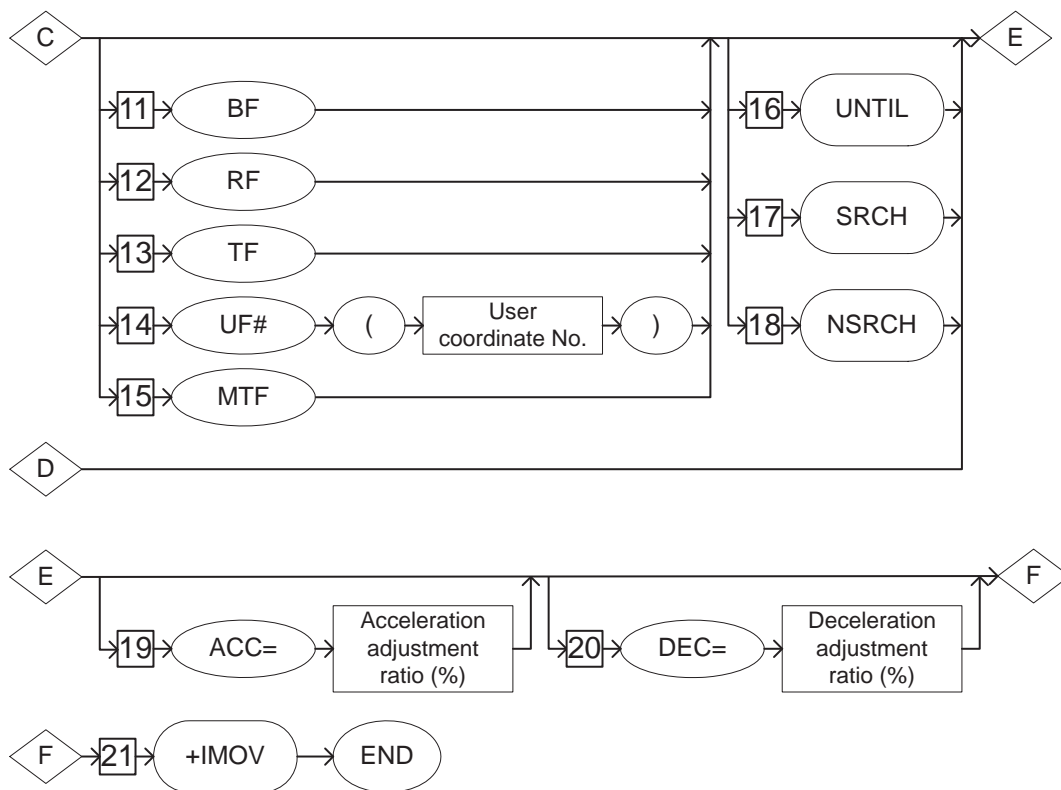 C
E
11
BF
16
UNTIL
12
RF
17
SRCH
13
TF
14
UF#
(
User
coordinate No.
)
18
NSRCH
15
MTF
D
E
F
19
ACC=
Acceleration
adjustment
ratio (%)
20
DEC=
Deceleration
adjustment
ratio (%)
F
21
+IMOV
END